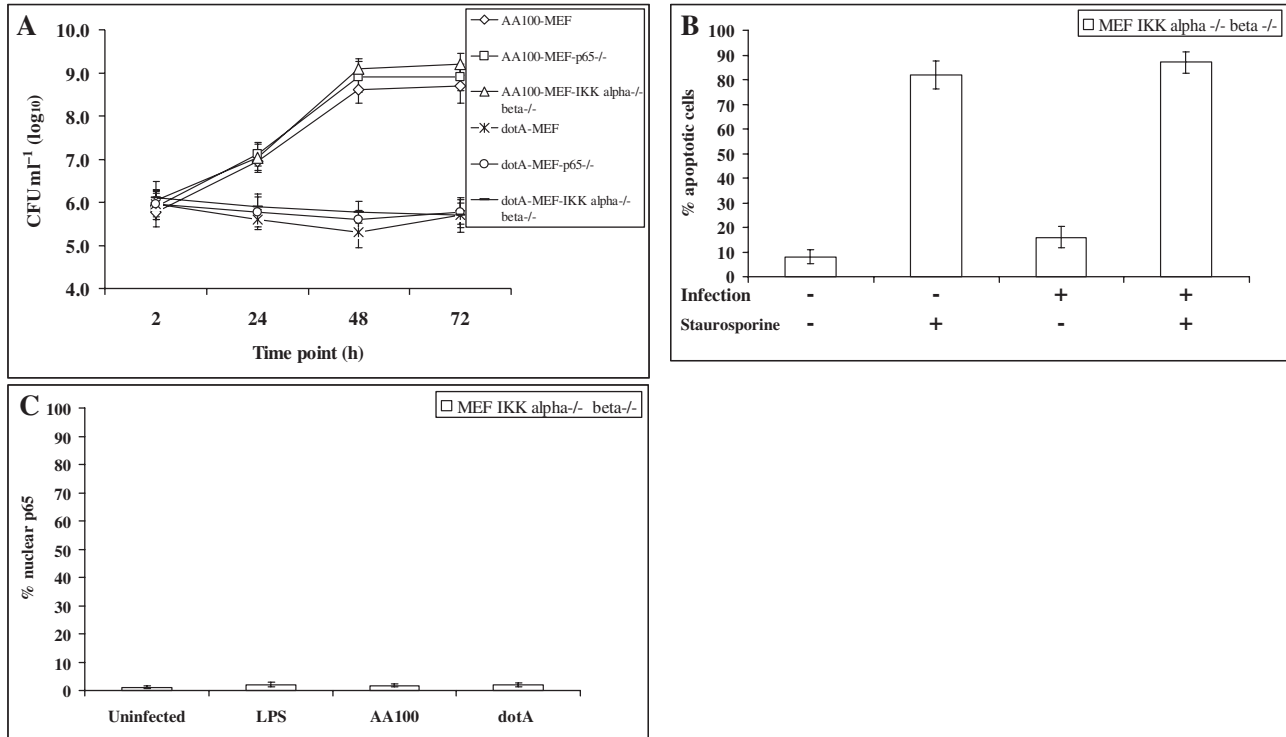 A
CFU ml⁻¹ (log₁₀)
10.0
9.0
8.0
7.0
6.0
5.0
4.0
2 24 48 72
Time point (h)
AA100-MEF
AA100-MEF-p65-/-
AA100-MEF-IKK alpha-/-
beta-/-
dotA-MEF
dotA-MEF-p65-/-
dotA-MEF-IKK alpha-/-
beta-/-
B
MEF IKK alpha -/- beta -/-
% apoptotic cells
100
90
80
70
60
50
40
30
20
10
0
Infection - - + +
Staurosporine - + - +
C
MEF IKK alpha-/- beta-/-
% nuclear p65
100
90
80
70
60
50
40
30
20
10
0
Uninfected LPS AA100 dotA